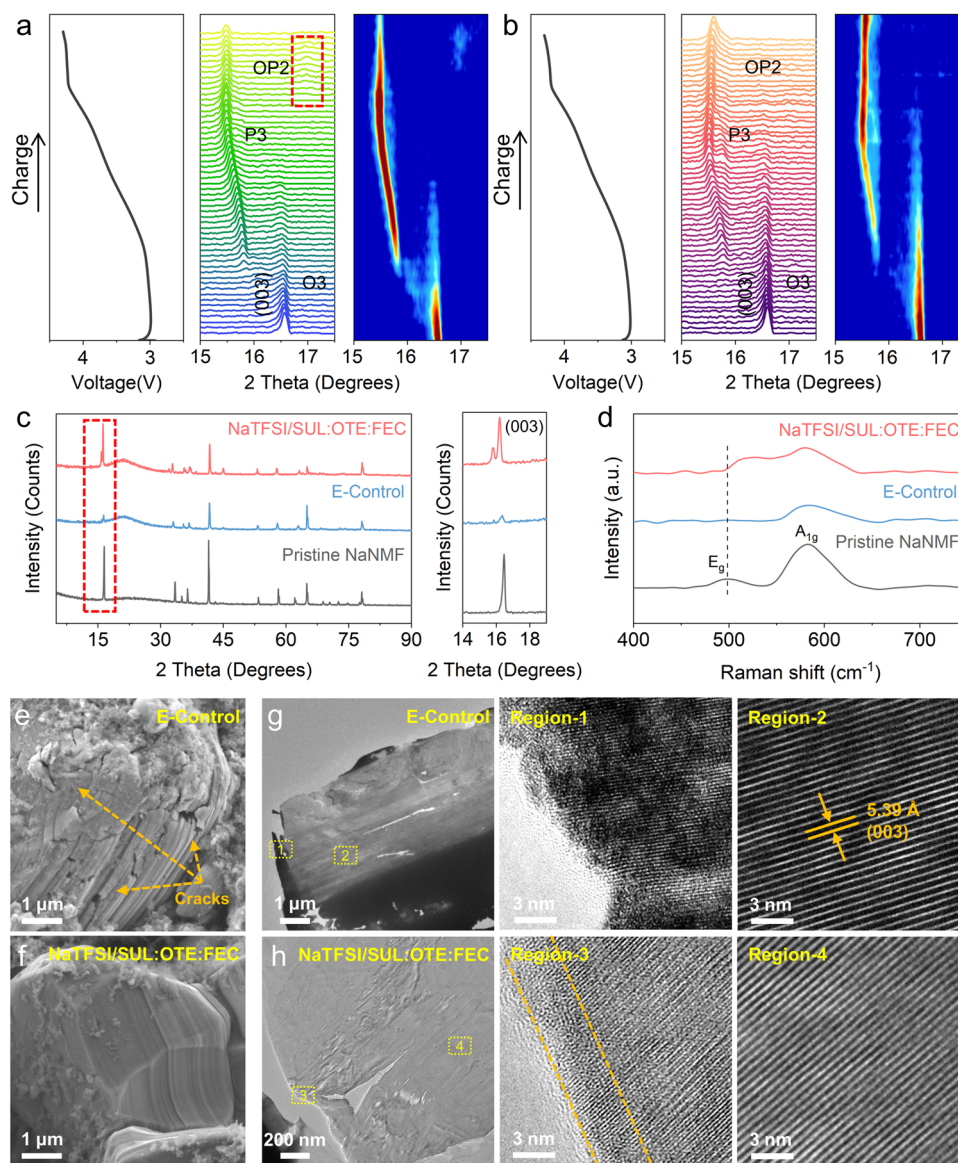 a
OP2
P3
(003)
O3
Charge
4
3
15
16
17
15
16
17
Voltage(V)
2 Theta (Degrees)
b
OP2
P3
(003)
O3
Charge
4
3
15
16
17
15
16
17
Voltage(V)
2 Theta (Degrees)
c
NaTFSI/SUL:OTE:FEC
E-Control
Pristine NaNMF
Intensity (Counts)
15
30
45
60
75
90
2 Theta (Degrees)
(003)
Intensity (Counts)
14
16
18
2 Theta (Degrees)
d
NaTFSI/SUL:OTE:FEC
E-Control
Pristine NaNMF
Eg
A1g
Intensity (a.u.)
400
500
600
700
Raman shift (cm-1)
e
E-Control
Cracks
1 μm
g
E-Control
1
2
1 μm
Region-1
3 nm
Region-2
5.39 Å
(003)
3 nm
f
NaTFSI/SUL:OTE:FEC
1 μm
h
NaTFSI/SUL:OTE:FEC
3
4
200 nm
Region-3
3 nm
Region-4
3 nm